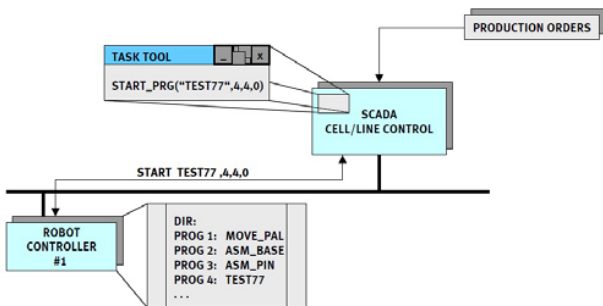 PRODUCTION ORDERS
TASK TOOL _ x
START_PRG("TEST77",4,4,0)
SCADA
CELL/LINE CONTROL
START TEST77 ,4,4,0
ROBOT
CONTROLLER
#1
DIR:
PROG 1: MOVE_PAL
PROG 2: ASM_BASE
PROG 3: ASM_PIN
PROG 4: TEST77
...